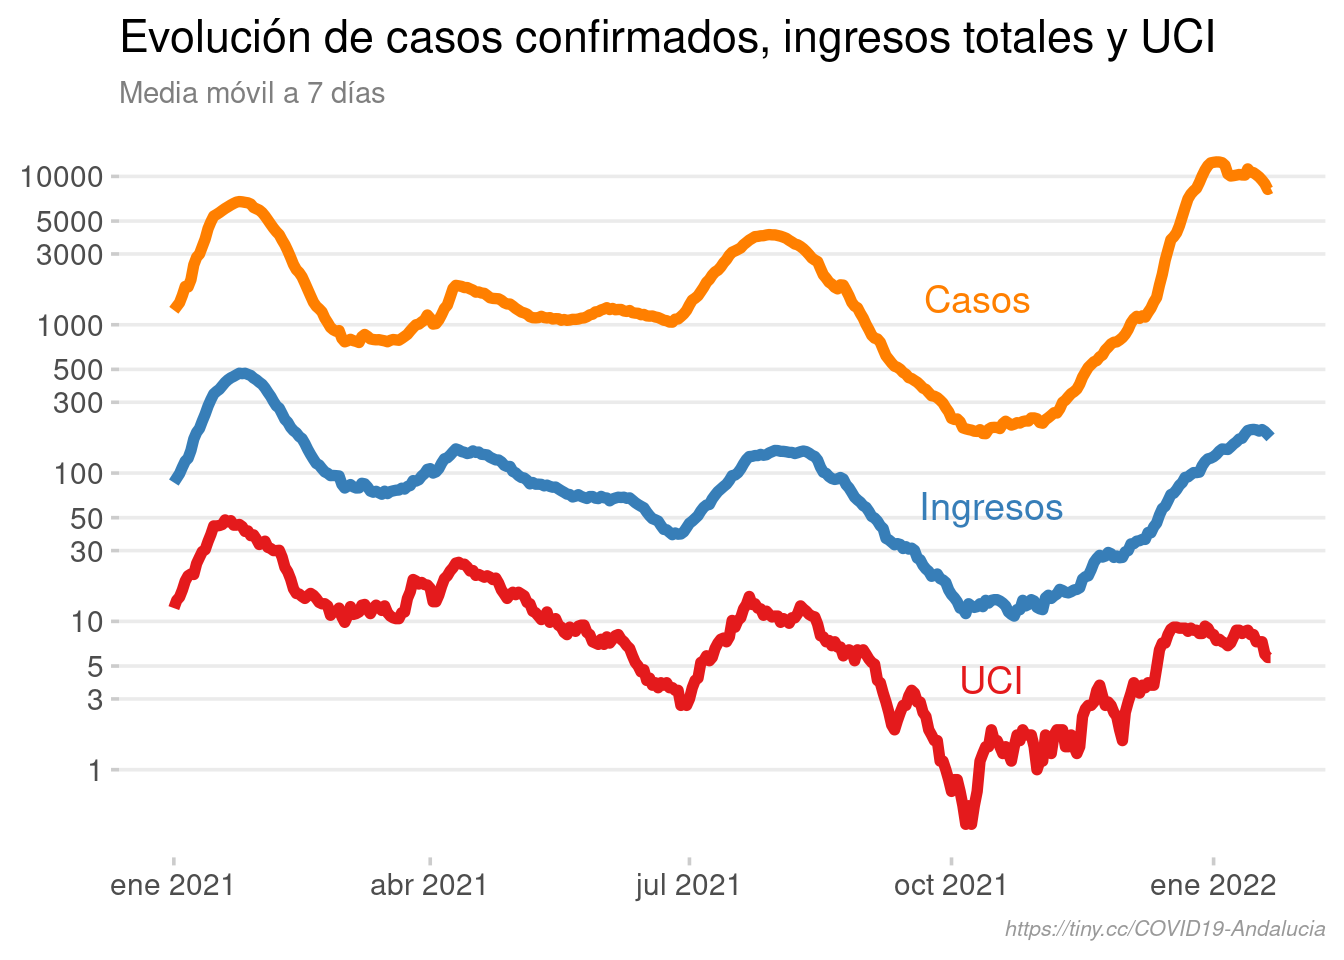 Evolución de casos confirmados, ingresos totales y UCI
Media móvil a 7 días
10000
5000
3000
1000
500
300
100
50
30
10
5
3
1
Casos
Ingresos
UCI
ene 2021
abr 2021
jul 2021
oct 2021
ene 2022
https://tiny.cc/COVID19-Andalucia